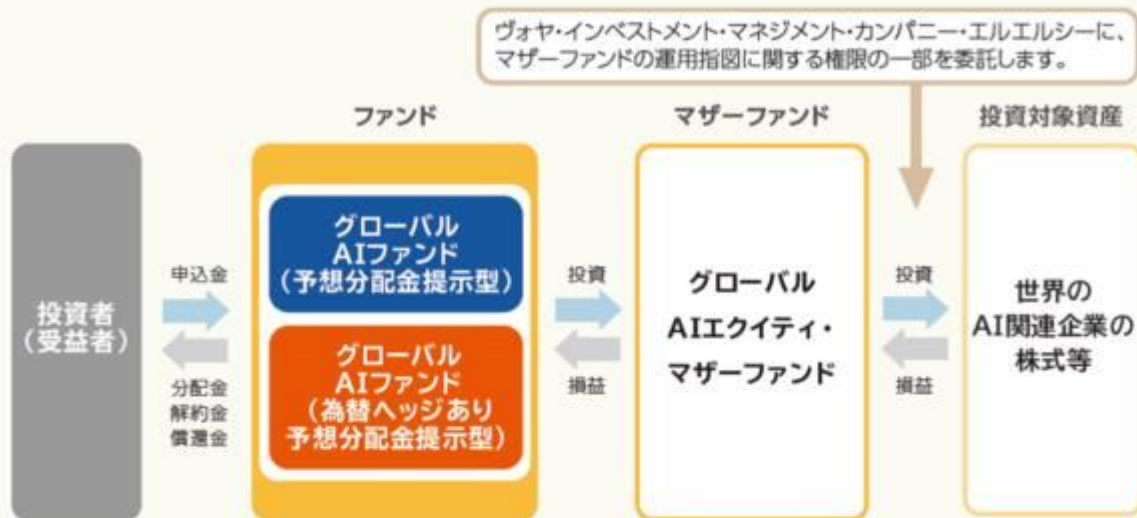 ヴォヤ・インベストメント・マネジメント・カンパニー・エルエルシーに、
マザーファンドの運用指図に関する権限の一部を委託します。
ファンド
マザーファンド
投資対象資産
投資者
（受益者）
申込金
分配金
解約金
償還金
グローバル
AIファンド
（予想分配金提示型）
グローバル
AIファンド
（為替ヘッジあり
予想分配金提示型）
投資
損益
グローバル
AIエクイティ・
マザーファンド
投資
損益
世界の
AI関連企業の
株式等